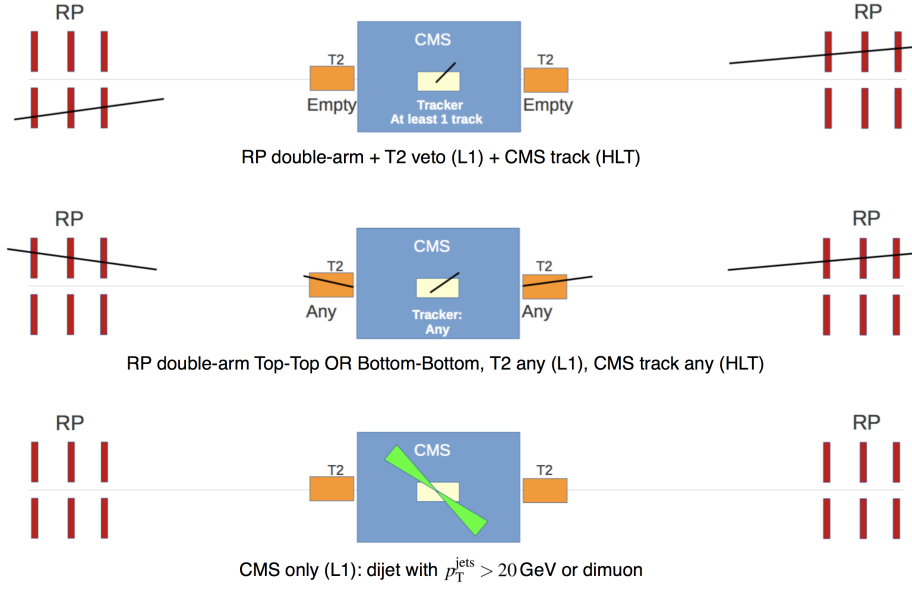 RP
RP
CMS
T2
T2
Empty
Empty
Tracker
At least 1 track
RP double-arm + T2 veto (L1) + CMS track (HLT)
RP
RP
CMS
T2
T2
Any
Any
Tracker:
Any
RP double-arm Top-Top OR Bottom-Bottom, T2 any (L1), CMS track any (HLT)
RP
RP
CMS
T2
T2
CMS only (L1): dijet with p_T^jets > 20 GeV or dimuon